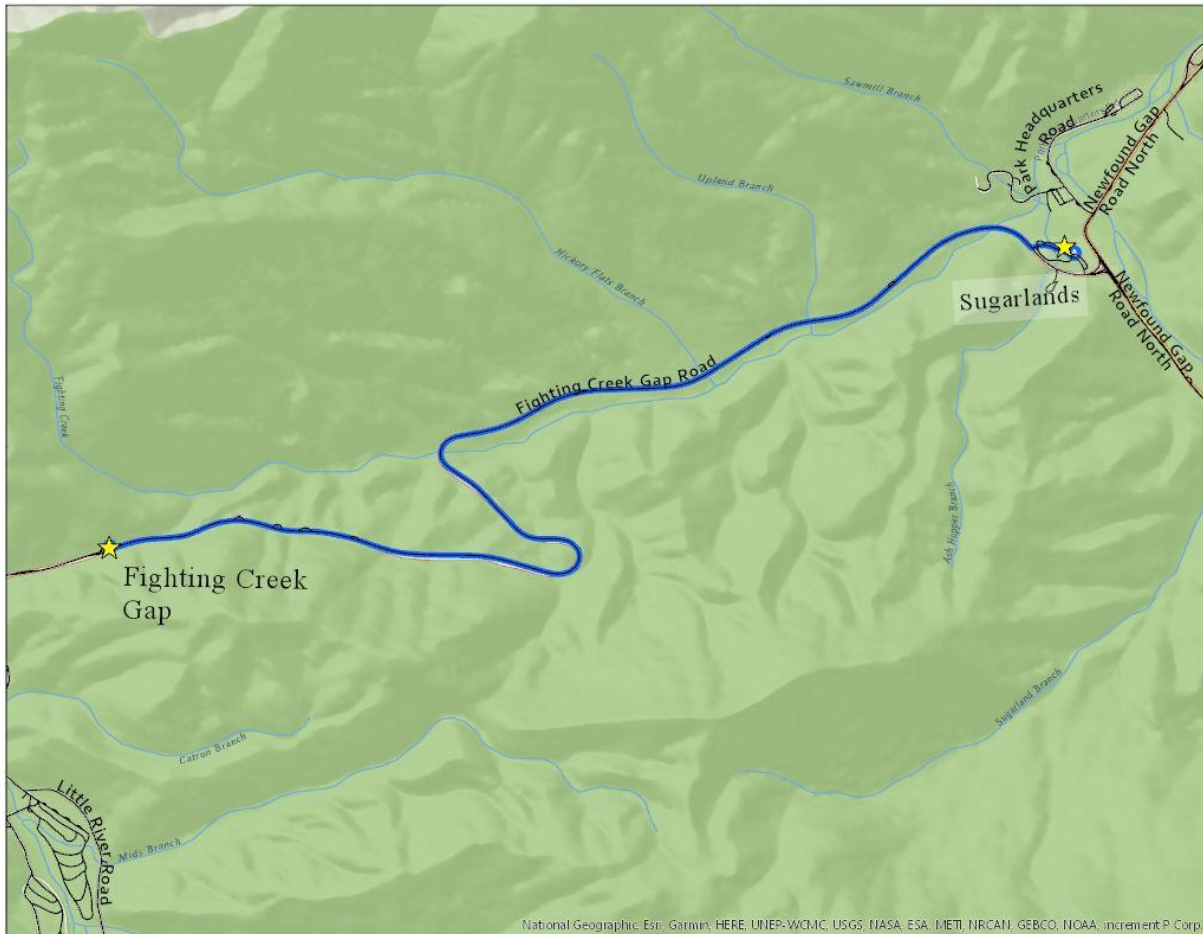 Sawmill Branch
Park Headquarters
Road
Newfound Gap
Road North
Upland Branch
Hickory Flats Branch
Sugarlands
Newfound Gap
Road North
Fighting Creek Gap Road
Fighting Creek
Ash Hopper Branch
Fighting Creek
Gap
Sugarland Branch
Catron Branch
Little River Road
Mids Branch
National Geographic, Esri, Garmin, HERE, UNEP-WCMC, USGS, NASA, ESA, METI, NRCAN, GEBCO, NOAA, increment P Corp.